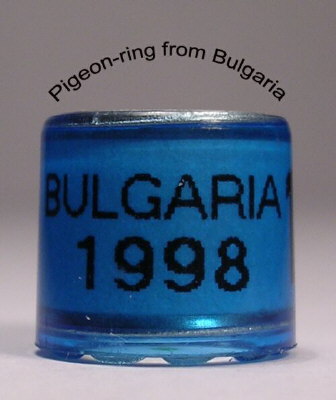 Pigeon-ring from Bulgaria
BULGARIA
1998